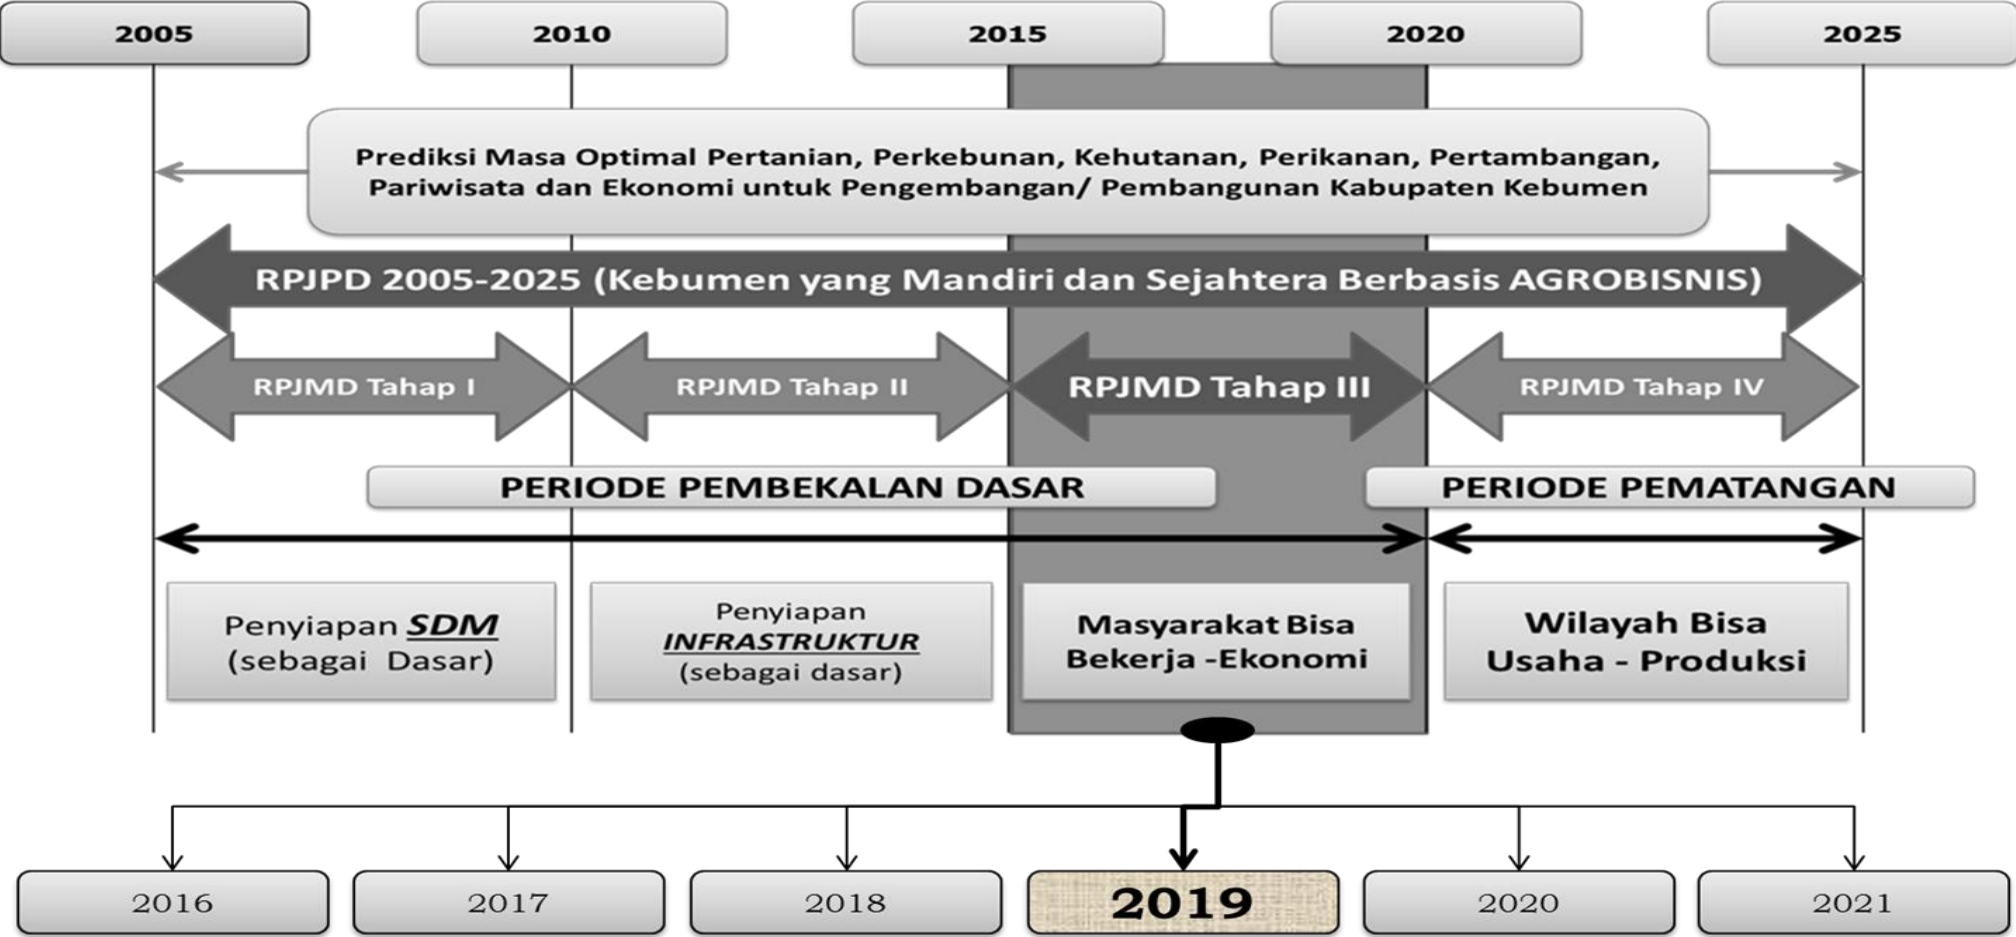 2005
2010
2015
2020
2025
Prediksi Masa Optimal Pertanian, Perkebunan, Kehutanan, Perikanan, Pertambangan,
Pariwisata dan Ekonomi untuk Pengembangan/ Pembangunan Kabupaten Kebumen
RPJPD 2005-2025 (Kebumen yang Mandiri dan Sejahtera Berbasis AGROBISNIS)
RPJMD Tahap I
RPJMD Tahap II
RPJMD Tahap III
RPJMD Tahap IV
PERIODE PEMBEKALAN DASAR
PERIODE PEMATANGAN
Penyiapan SDM
(sebagai Dasar)
Penyiapan
INFRASTRUKTUR
(sebagai dasar)
Masyarakat Bisa
Bekerja -Ekonomi
Wilayah Bisa
Usaha - Produksi
2016
2017
2018
2019
2020
2021